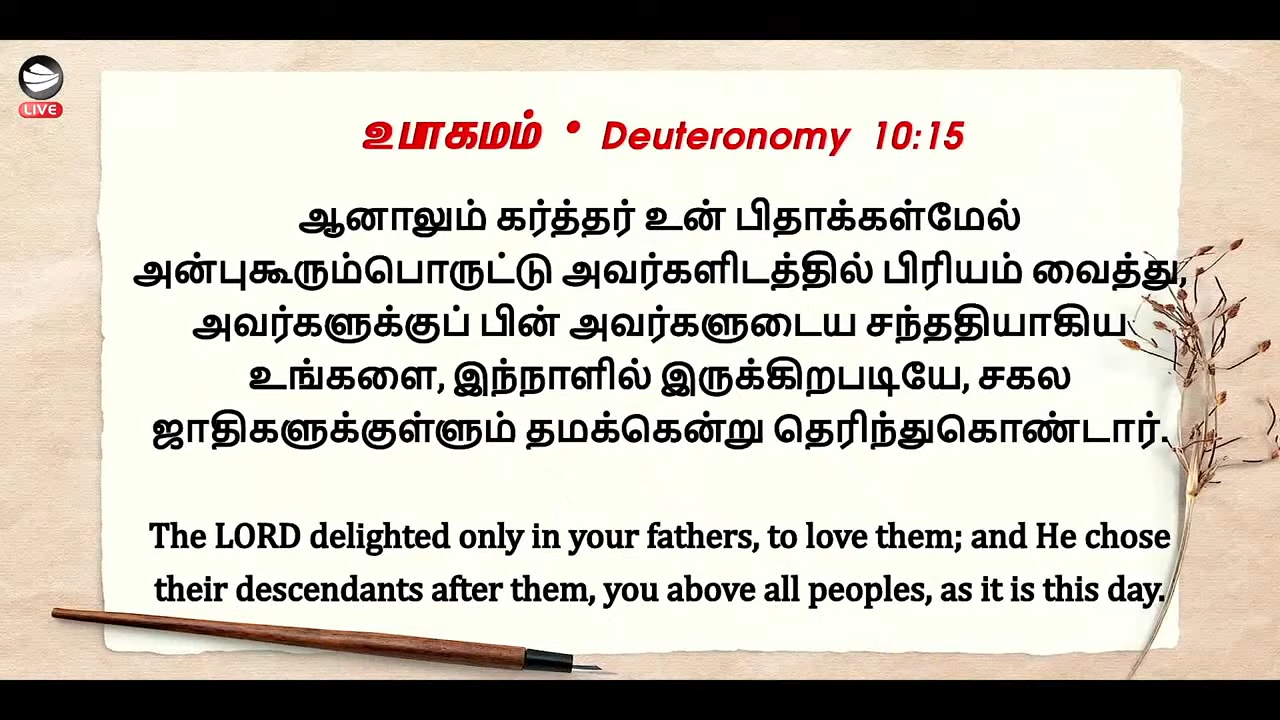 LIVE
உபாகமம் • Deuteronomy 10:15
ஆனாலும் கர்த்தர் உன் பிதாக்கள்மேல்
அன்புகூரும்பொருட்டு அவர்களிடத்தில் பிரியம் வைத்து,
அவர்களுக்குப் பின் அவர்களுடைய சந்ததியாகிய
உங்களை, இந்நாளில் இருக்கிறபடியே, சகல
ஜாதிகளுக்குள்ளும் தமக்கென்று தெரிந்துகொண்டார்.
The LORD delighted only in your fathers, to love them; and He chose
their descendants after them, you above all peoples, as it is this day.